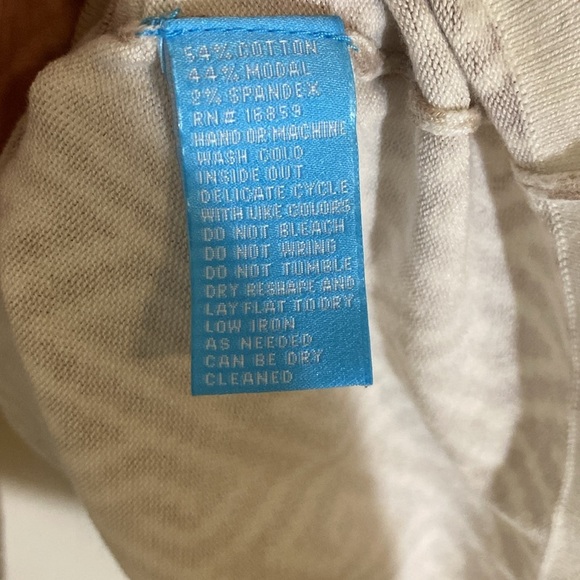 54% COTTON
44% MODAL
2% SPANDEX
RN# 16859
HAND OR MACHINE
WASH COLD
INSIDE OUT
DELICATE CYCLE
WITH LIKE COLORS
DO NOT BLEACH
DO NOT WRING
DO NOT TUMBLE
DRY RESHAPE AND
LAY FLAT TO DRY
LOW IRON
AS NEEDED
CAN BE DRY
CLEANED